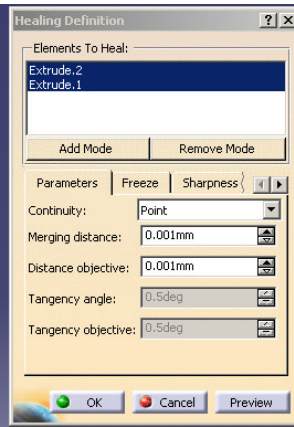 Healing Definition
Elements To Heal:
Extrude.2
Extrude.1
Add Mode Remove Mode
Parameters Freeze Sharpness
Continuity: Point
Merging distance: 0.001mm
Distance objective: 0.001mm
Tangency angle: 0.5deg
Tangency objective: 0.5deg
OK Cancel Preview